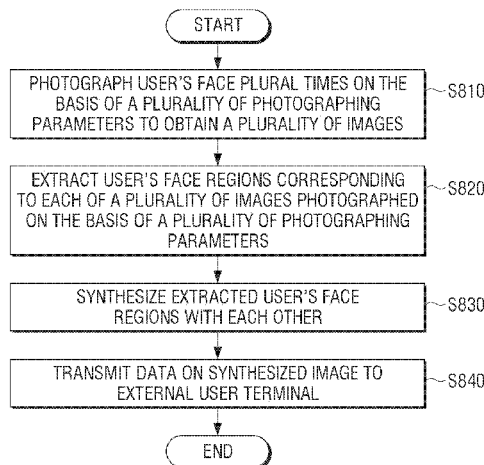 START
PHOTOGRAPH USER'S FACE PLURAL TIMES ON THE
BASIS OF A PLURALITY OF PHOTOGRAPHING
PARAMETERS TO OBTAIN A PLURALITY OF IMAGES
S810
EXTRACT USER'S FACE REGIONS CORRESPONDING
TO EACH OF A PLURALITY OF IMAGES PHOTOGRAPHED
ON THE BASIS OF A PLURALITY OF PHOTOGRAPHING
PARAMETERS
S820
SYNTHESIZE EXTRACTED USER'S FACE
REGIONS WITH EACH OTHER
S830
TRANSMIT DATA ON SYNTHESIZED IMAGE TO
EXTERNAL USER TERMINAL
S840
END